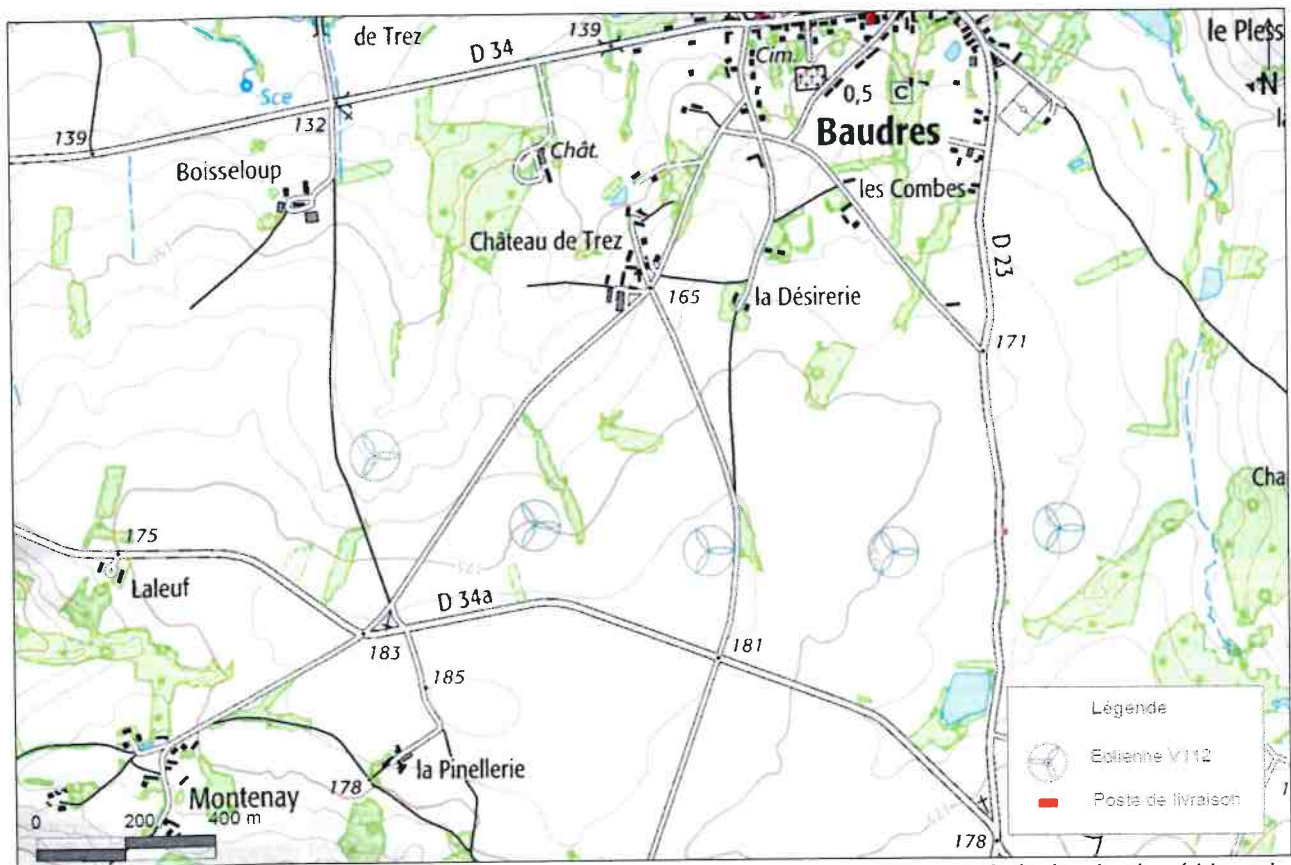 de Trez
D 34
139
Cim.
le Pless
N
Sce
0,5
C
132
139
Baudres
Chât.
Boisseloup
les Combes
Château de Trez
D 23
165
la Désirerie
171
Cha
175
Laleuf
D 34a
183
181
185
Légende
Eolienne V112
la Pinellerie
178
Poste de livraison
Montenay
0 200 400 m
175
178